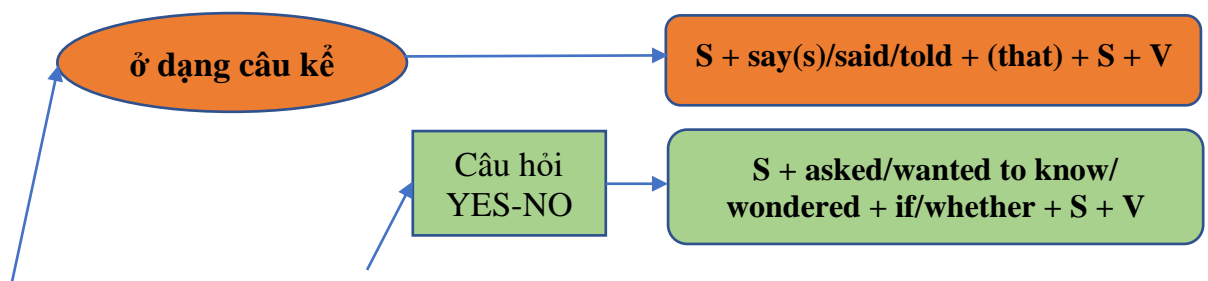 ở dạng câu kể
S + say(s)/said/told + (that) + S + V
Câu hỏi
YES-NO
S + asked/wanted to know/
wondered + if/whether + S + V